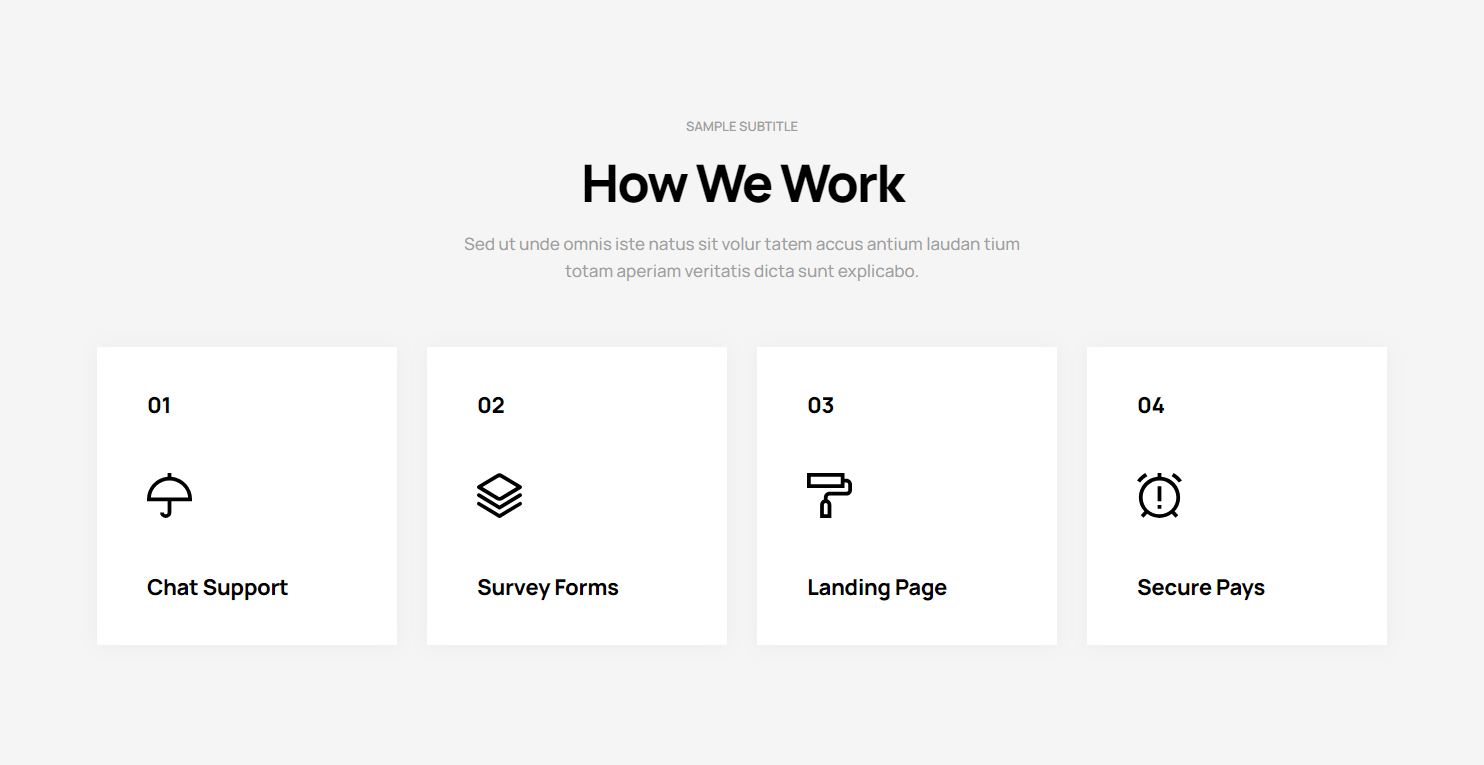 SAMPLE SUBTITLE
How We Work
Sed ut unde omnis iste natus sit volur tatem accus antium laudan tium
totam aperiam veritatis dicta sunt explicabo.
01
Chat Support
02
Survey Forms
03
Landing Page
04
Secure Pays